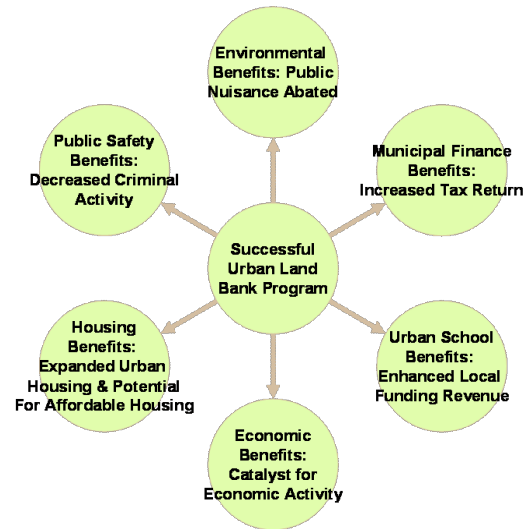 Environmental
Benefits: Public
Nuisance Abated
Public Safety
Benefits:
Decreased Criminal
Activity
Municipal Finance
Benefits:
Increased Tax Return
Successful
Urban Land
Bank Program
Housing
Benefits:
Expanded Urban
Housing & Potential
For Affordable Housing
Urban School
Benefits:
Enhanced Local
Funding Revenue
Economic
Benefits:
Catalyst for
Economic Activity